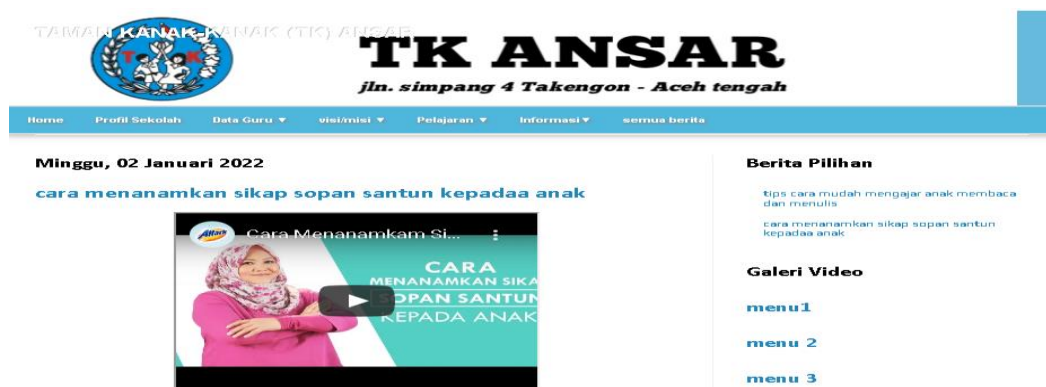 TAMAN KANAK-KANAK (TK) ANSAR
T K
TK ANSAR
jln. simpang 4 Takengon - Aceh tengah
Home Profil Sekolah Data Guru ▼ visi/misi ▼ Pelajaran ▼ Informasi ▼ semua berita
Minggu, 02 Januari 2022
cara menanamkan sikap sopan santun kepadaa anak
Cara Menanamkam Si...
CARA
MENANAMKAN SIKA
SOPAN SANTUN
KEPADA ANAK
Berita Pilihan
tips cara mudah mengajar anak membaca
dan menulis
cara menanamkan sikap sopan santun
kepadaa anak
Galeri Video
menu1
menu 2
menu 3